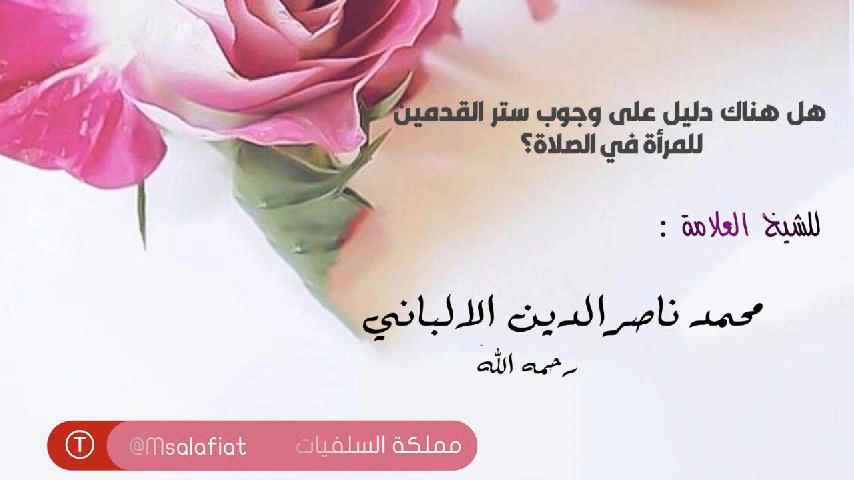 هل هناك دليل على وجوب ستر القدمين
للمرأة في الصلاة؟
للشيخ العلامة :
محمد ناصر الدين الالباني
رحمه الله
@Msalafiat مملكة السلفيات